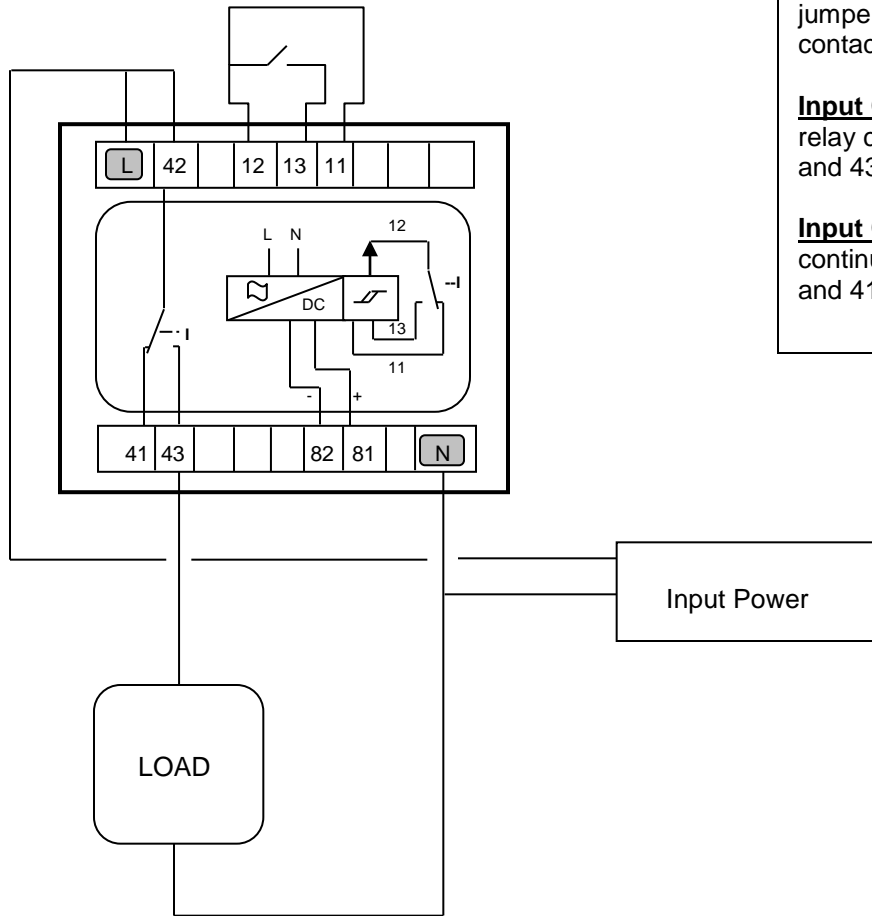 contac
Input
relay
and 43
Input
continu
and 41
L 42 12 13 11
L N
12
DC
--I
I
13
11
- +
41 43 82 81 N
Input Power
LOAD